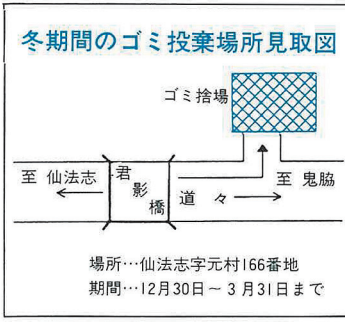 冬期間のゴミ投棄場所見取図
ゴミ捨場
至 仙法志
君影橋
道々
至 鬼脇
場所…仙法志字元村166番地
期間…12月30日～3月31日まで